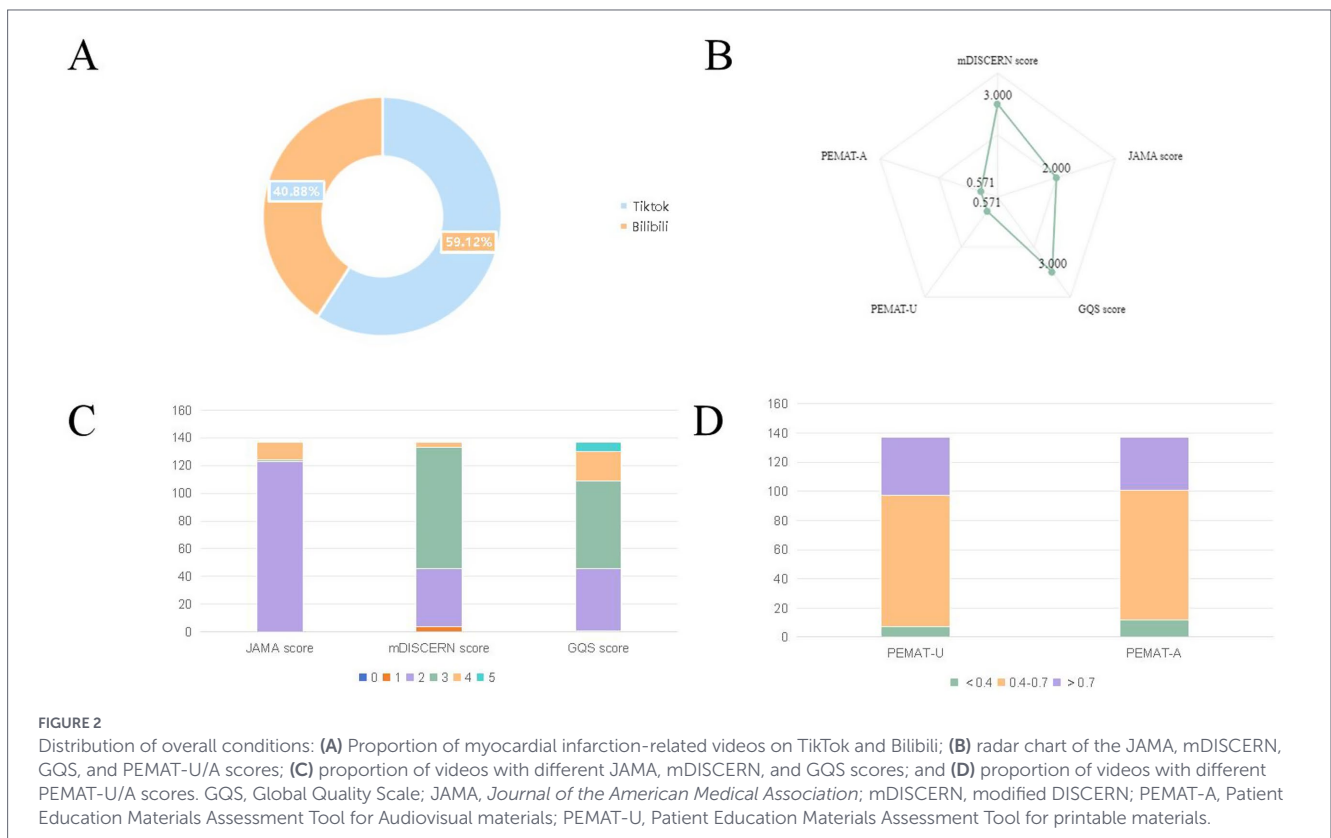 A
40.88%
59.12%
Tiktok
Bilibili
B
mDISCERN score
3.000
PEMAT-A
JAMA score
2.000
0.571
0.571
3.000
PEMAT-U
GQS score
C
160
140
120
100
80
60
40
20
0
JAMA score mDISCERN score GQS score
0 1 2 3 4 5
D
160
140
120
100
80
60
40
20
0
PEMAT-U PEMAT-A
<0.4 0.4-0.7 >0.7
FIGURE 2
Distribution of overall conditions: (A) Proportion of myocardial infarction-related videos on TikTok and Bilibili; (B) radar chart of the JAMA, mDISCERN,
GQS, and PEMAT-U/A scores; (C) proportion of videos with different JAMA, mDISCERN, and GQS scores; and (D) proportion of videos with different
PEMAT-U/A scores. GQS, Global Quality Scale; JAMA, Journal of the American Medical Association; mDISCERN, modified DISCERN; PEMAT-A, Patient
Education Materials Assessment Tool for Audiovisual materials; PEMAT-U, Patient Education Materials Assessment Tool for printable materials.